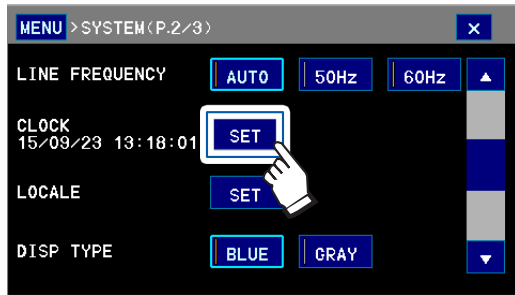 MENU >SYSTEM(P.2/3) ×
LINE FREQUENCY AUTO 50Hz 60Hz ▲
CLOCK
15/09/23 13:18:01 SET
LOCALE SET
DISP TYPE BLUE GRAY ▼